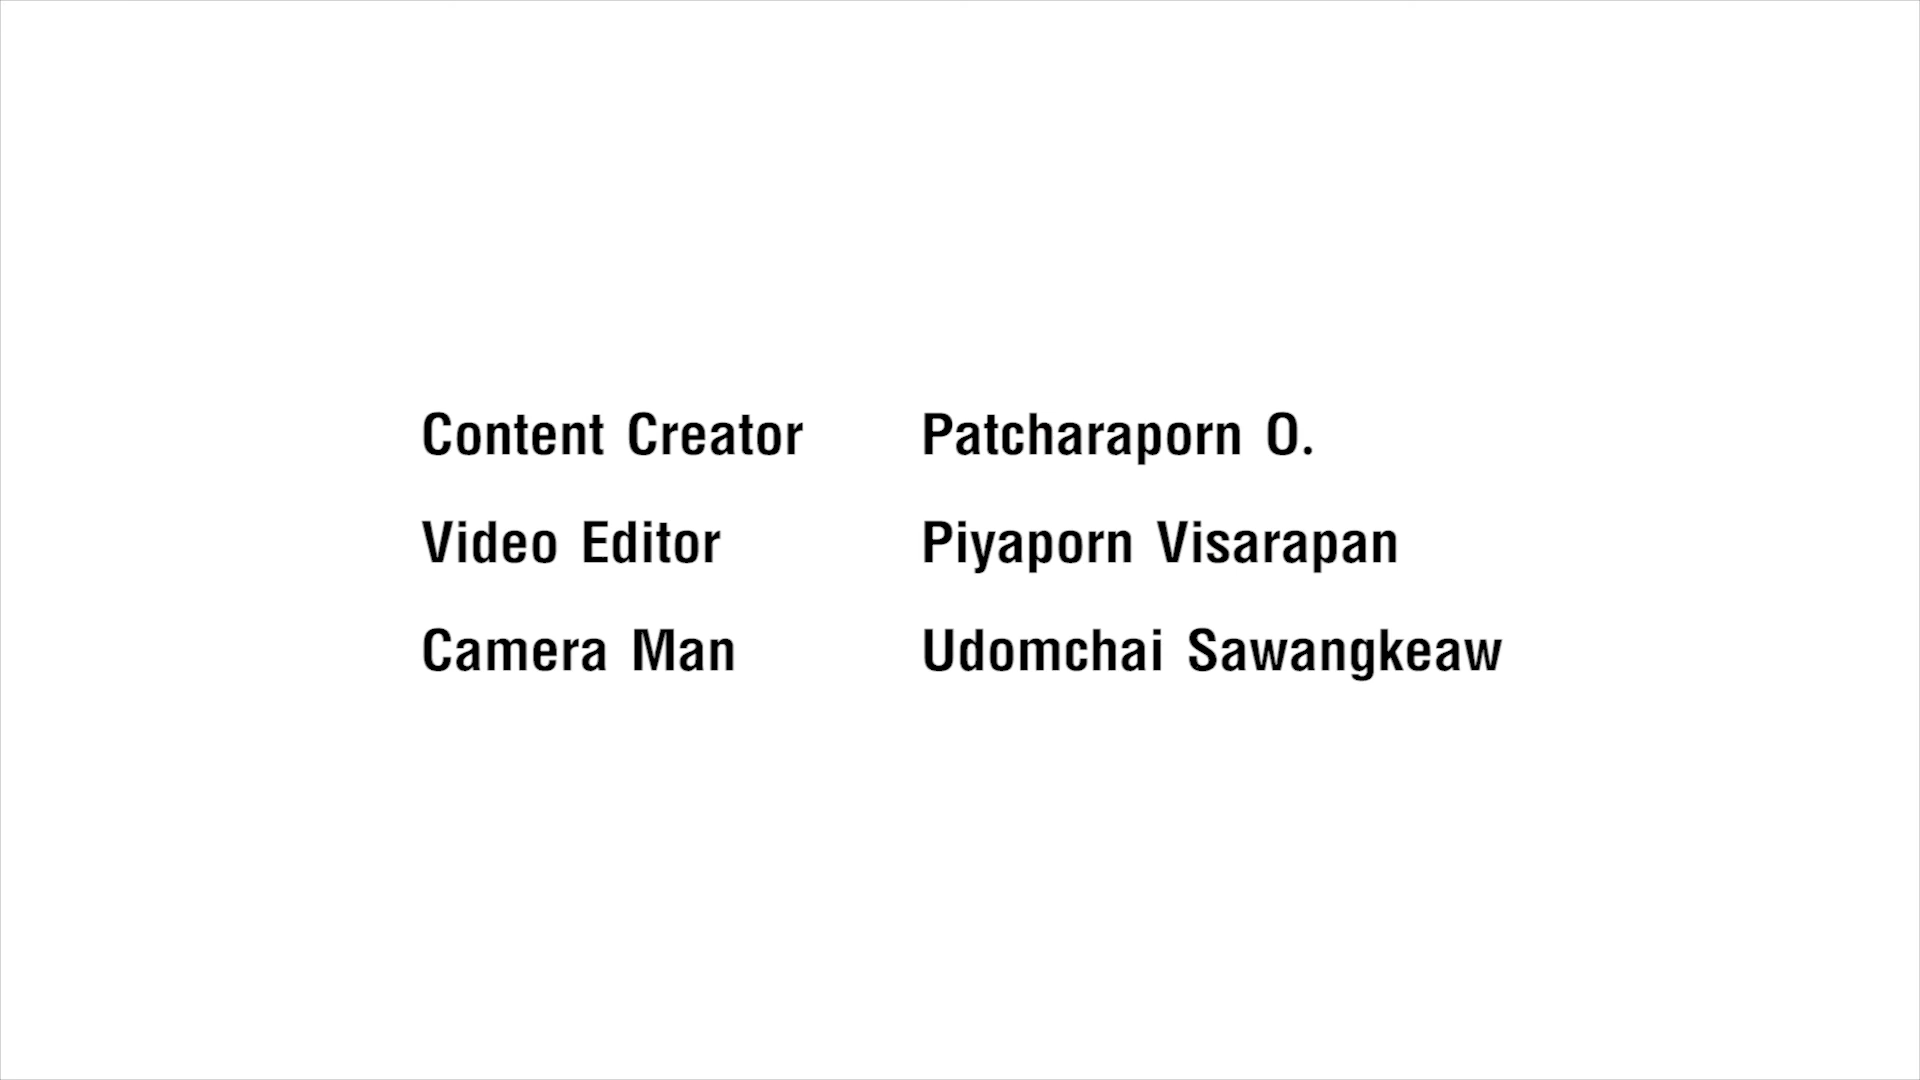 Content Creator Patcharaporn O.
Video Editor Piyaporn Visarapan
Camera Man Udomchai Sawangkeaw